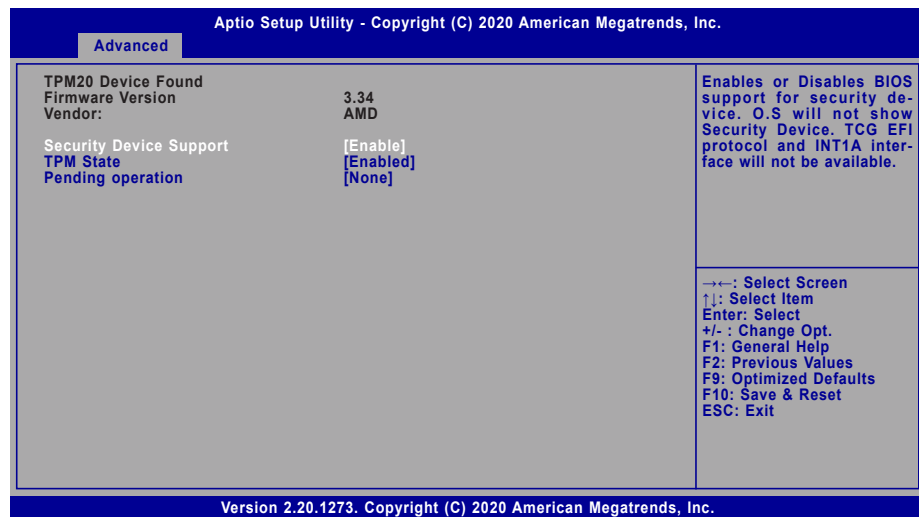 Aptio Setup Utility - Copyright (C) 2020 American Megatrends, Inc.
Advanced
TPM20 Device Found
Firmware Version 3.34
Vendor: AMD
Security Device Support [Enable]
TPM State [Enabled]
Pending operation [None]
Enables or Disables BIOS
support for security de-
vice. O.S will not show
Security Device. TCG EFI
protocol and INT1A inter-
face will not be available.
→←: Select Screen
↑↓: Select Item
Enter: Select
+/- : Change Opt.
F1: General Help
F2: Previous Values
F9: Optimized Defaults
F10: Save & Reset
ESC: Exit
Version 2.20.1273. Copyright (C) 2020 American Megatrends, Inc.